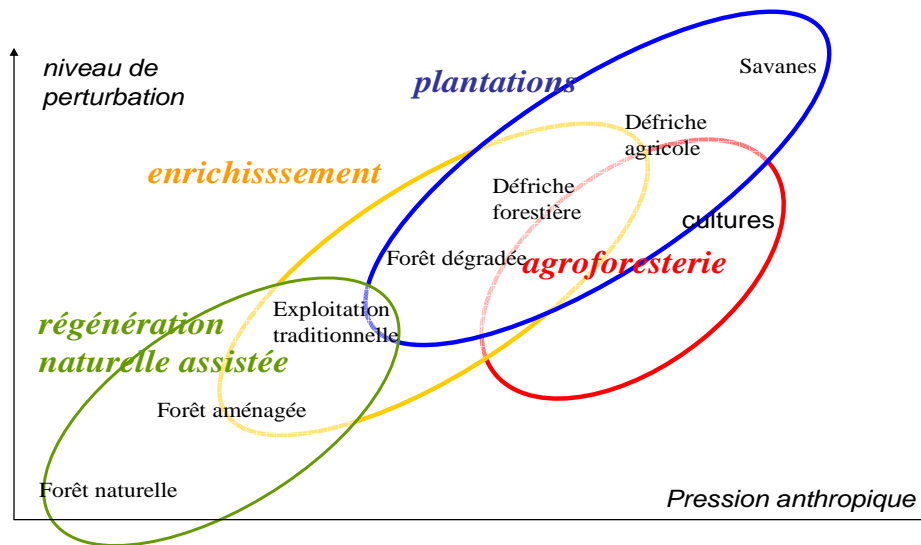 niveau de
perturbation
Savanes
plantations
Défriche
agricole
enrichisssement
Défriche
forestière
cultures
Forêt dégradée
agroforesterie
Exploitation
traditionnelle
régénération
naturelle assistée
Forêt aménagée
Forêt naturelle
Pression anthropique